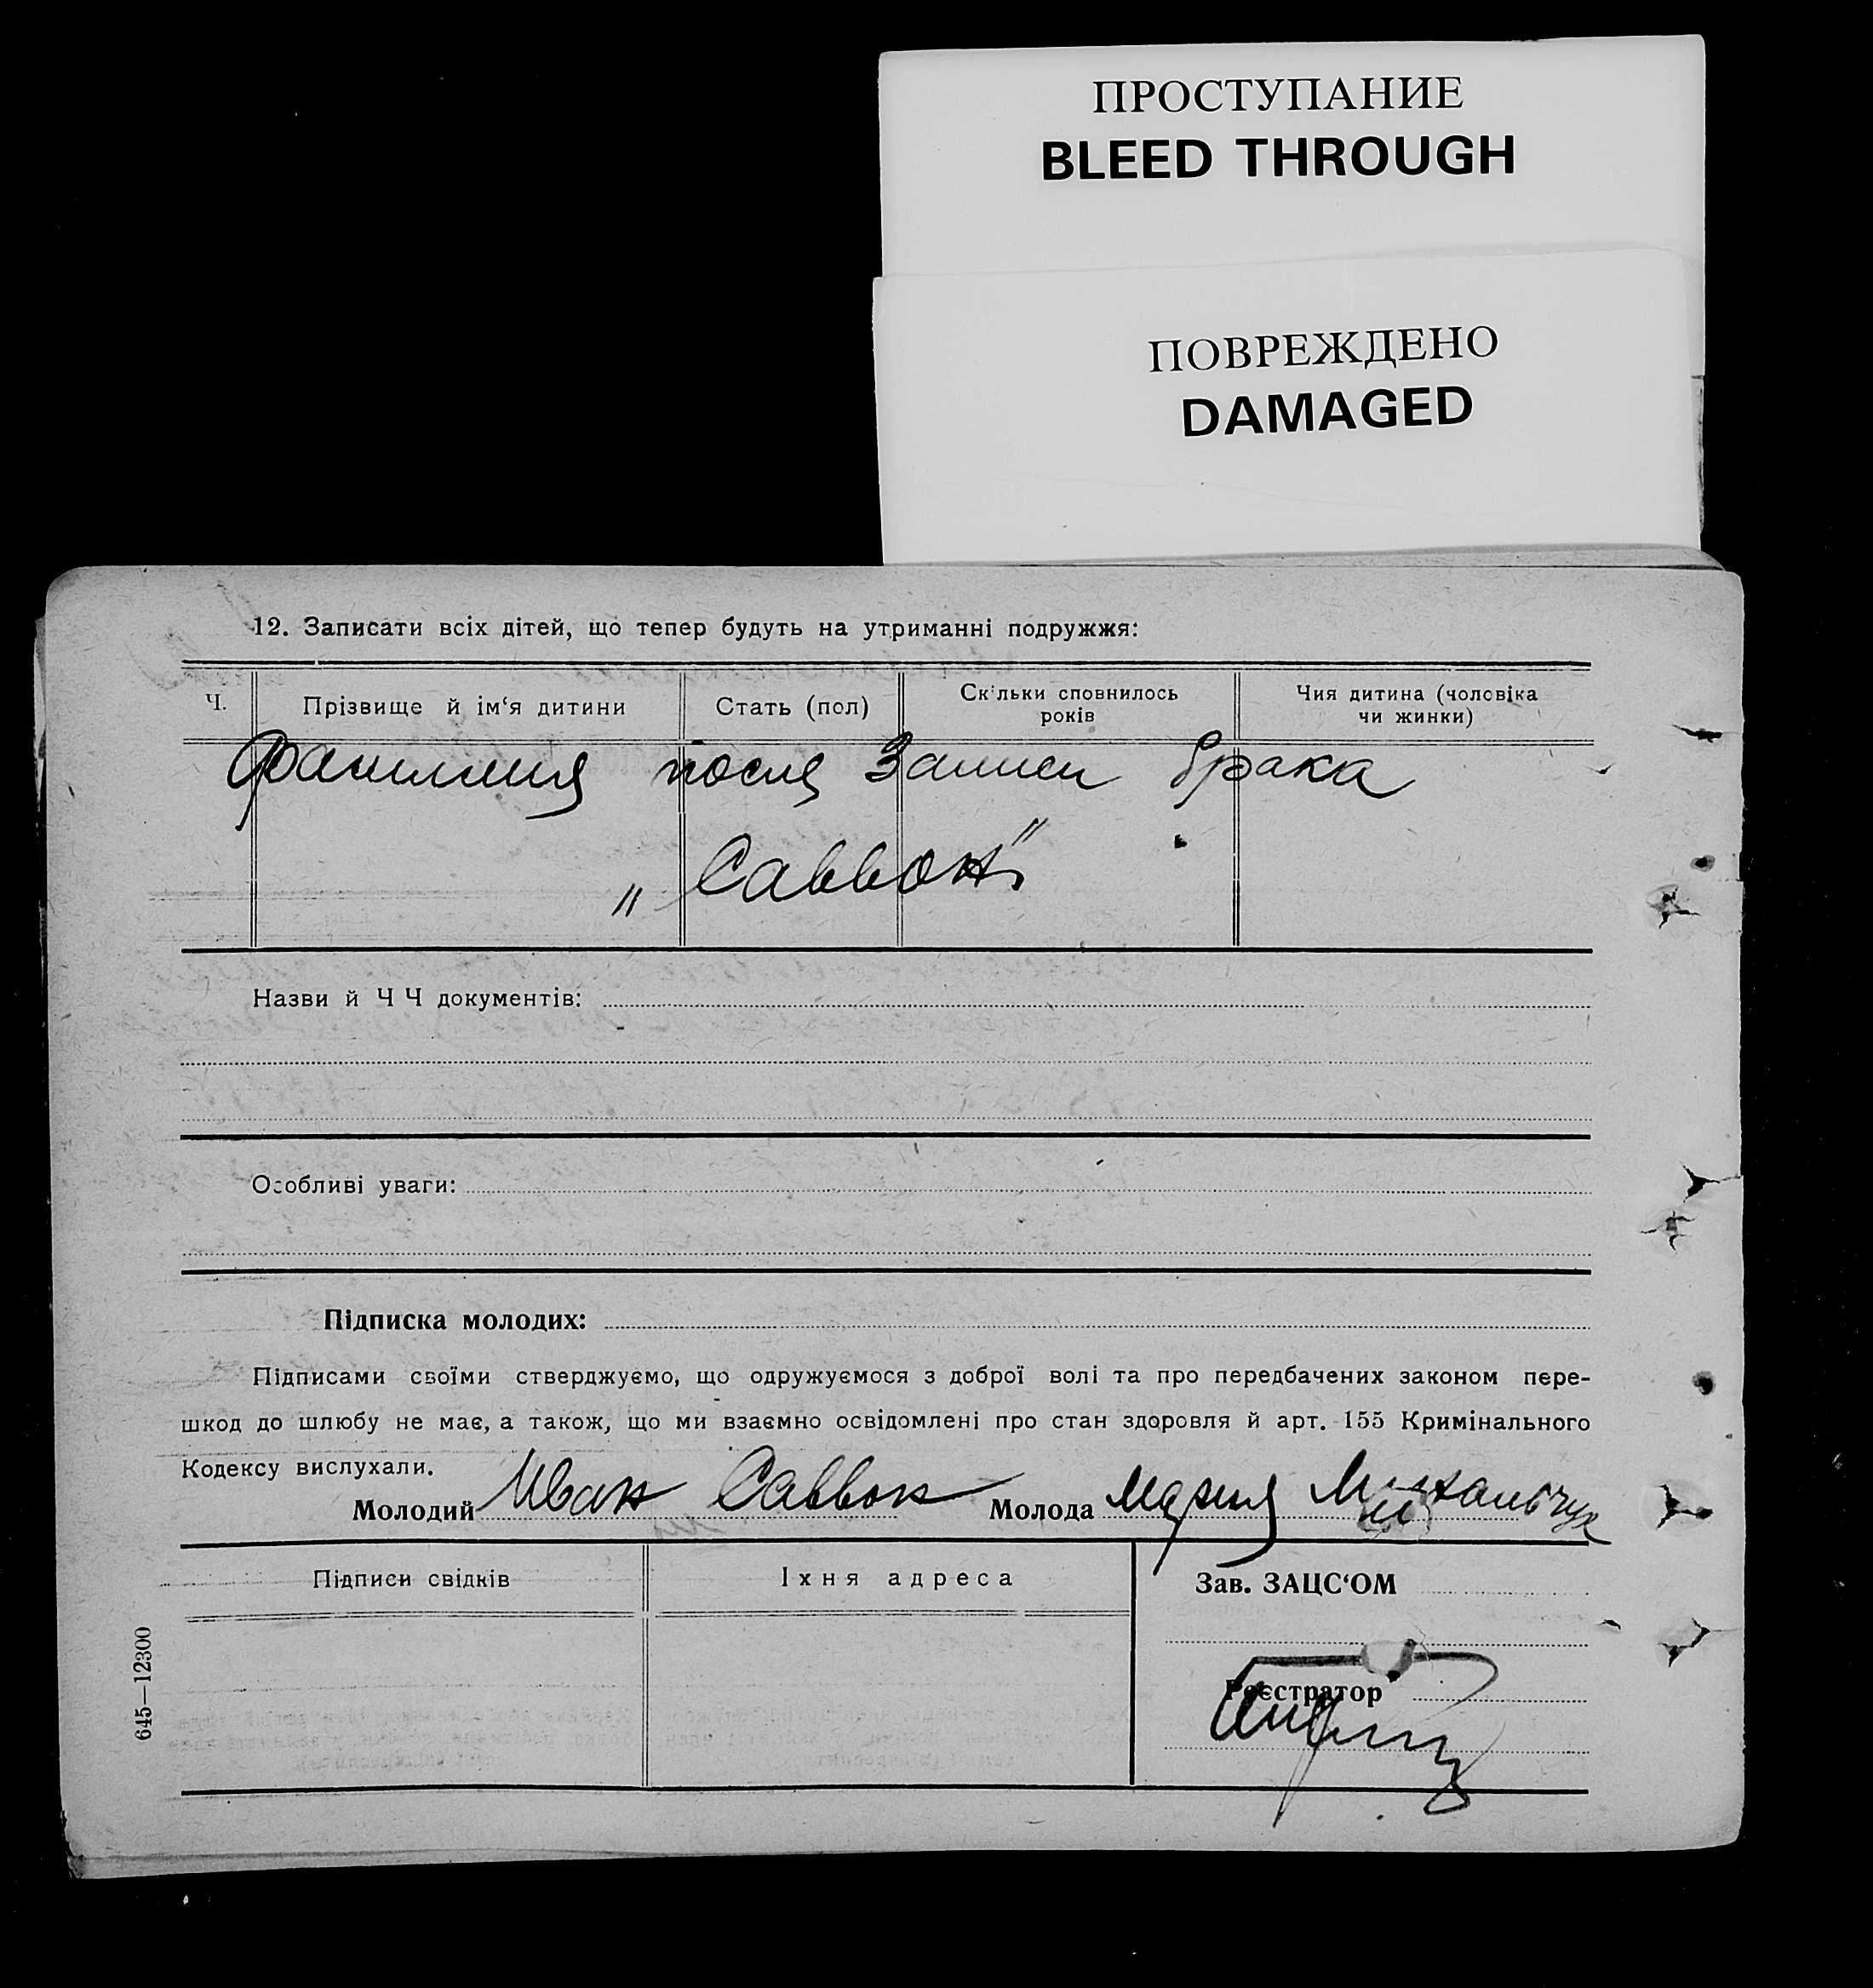 ПРОСТУПАНИЕ
BLEED THROUGH
ПОВРЕЖДЕНО
DAMAGED
12. Записати всіх дітей, що тепер будуть на утриманні подружжя:
Ч.
Прізвище й ім‘я дитини
Стать (пол)
Скільки сповнилось
років
Чия дитина (чоловіка
чи жинки)
Фамилия после Записи брака
„ Саввон"
Назви й Ч Ч документів:
Особливі уваги:
Підписка молодих:
Підписами своїми стверджуємо, що одружуємося з доброї волі та про передбачених законом пере-
шкод до шлюбу не має, а також, що ми взаємно освідомлені про стан здоровля й арт. 155 Кримінального
Кодексу вислухали.
Молодий Иван Саввон Молода Мария Михальчук
Підписи свідків
Їхня адреса
Зав. ЗАЦС‘ОМ
Реєстратор
645—12300